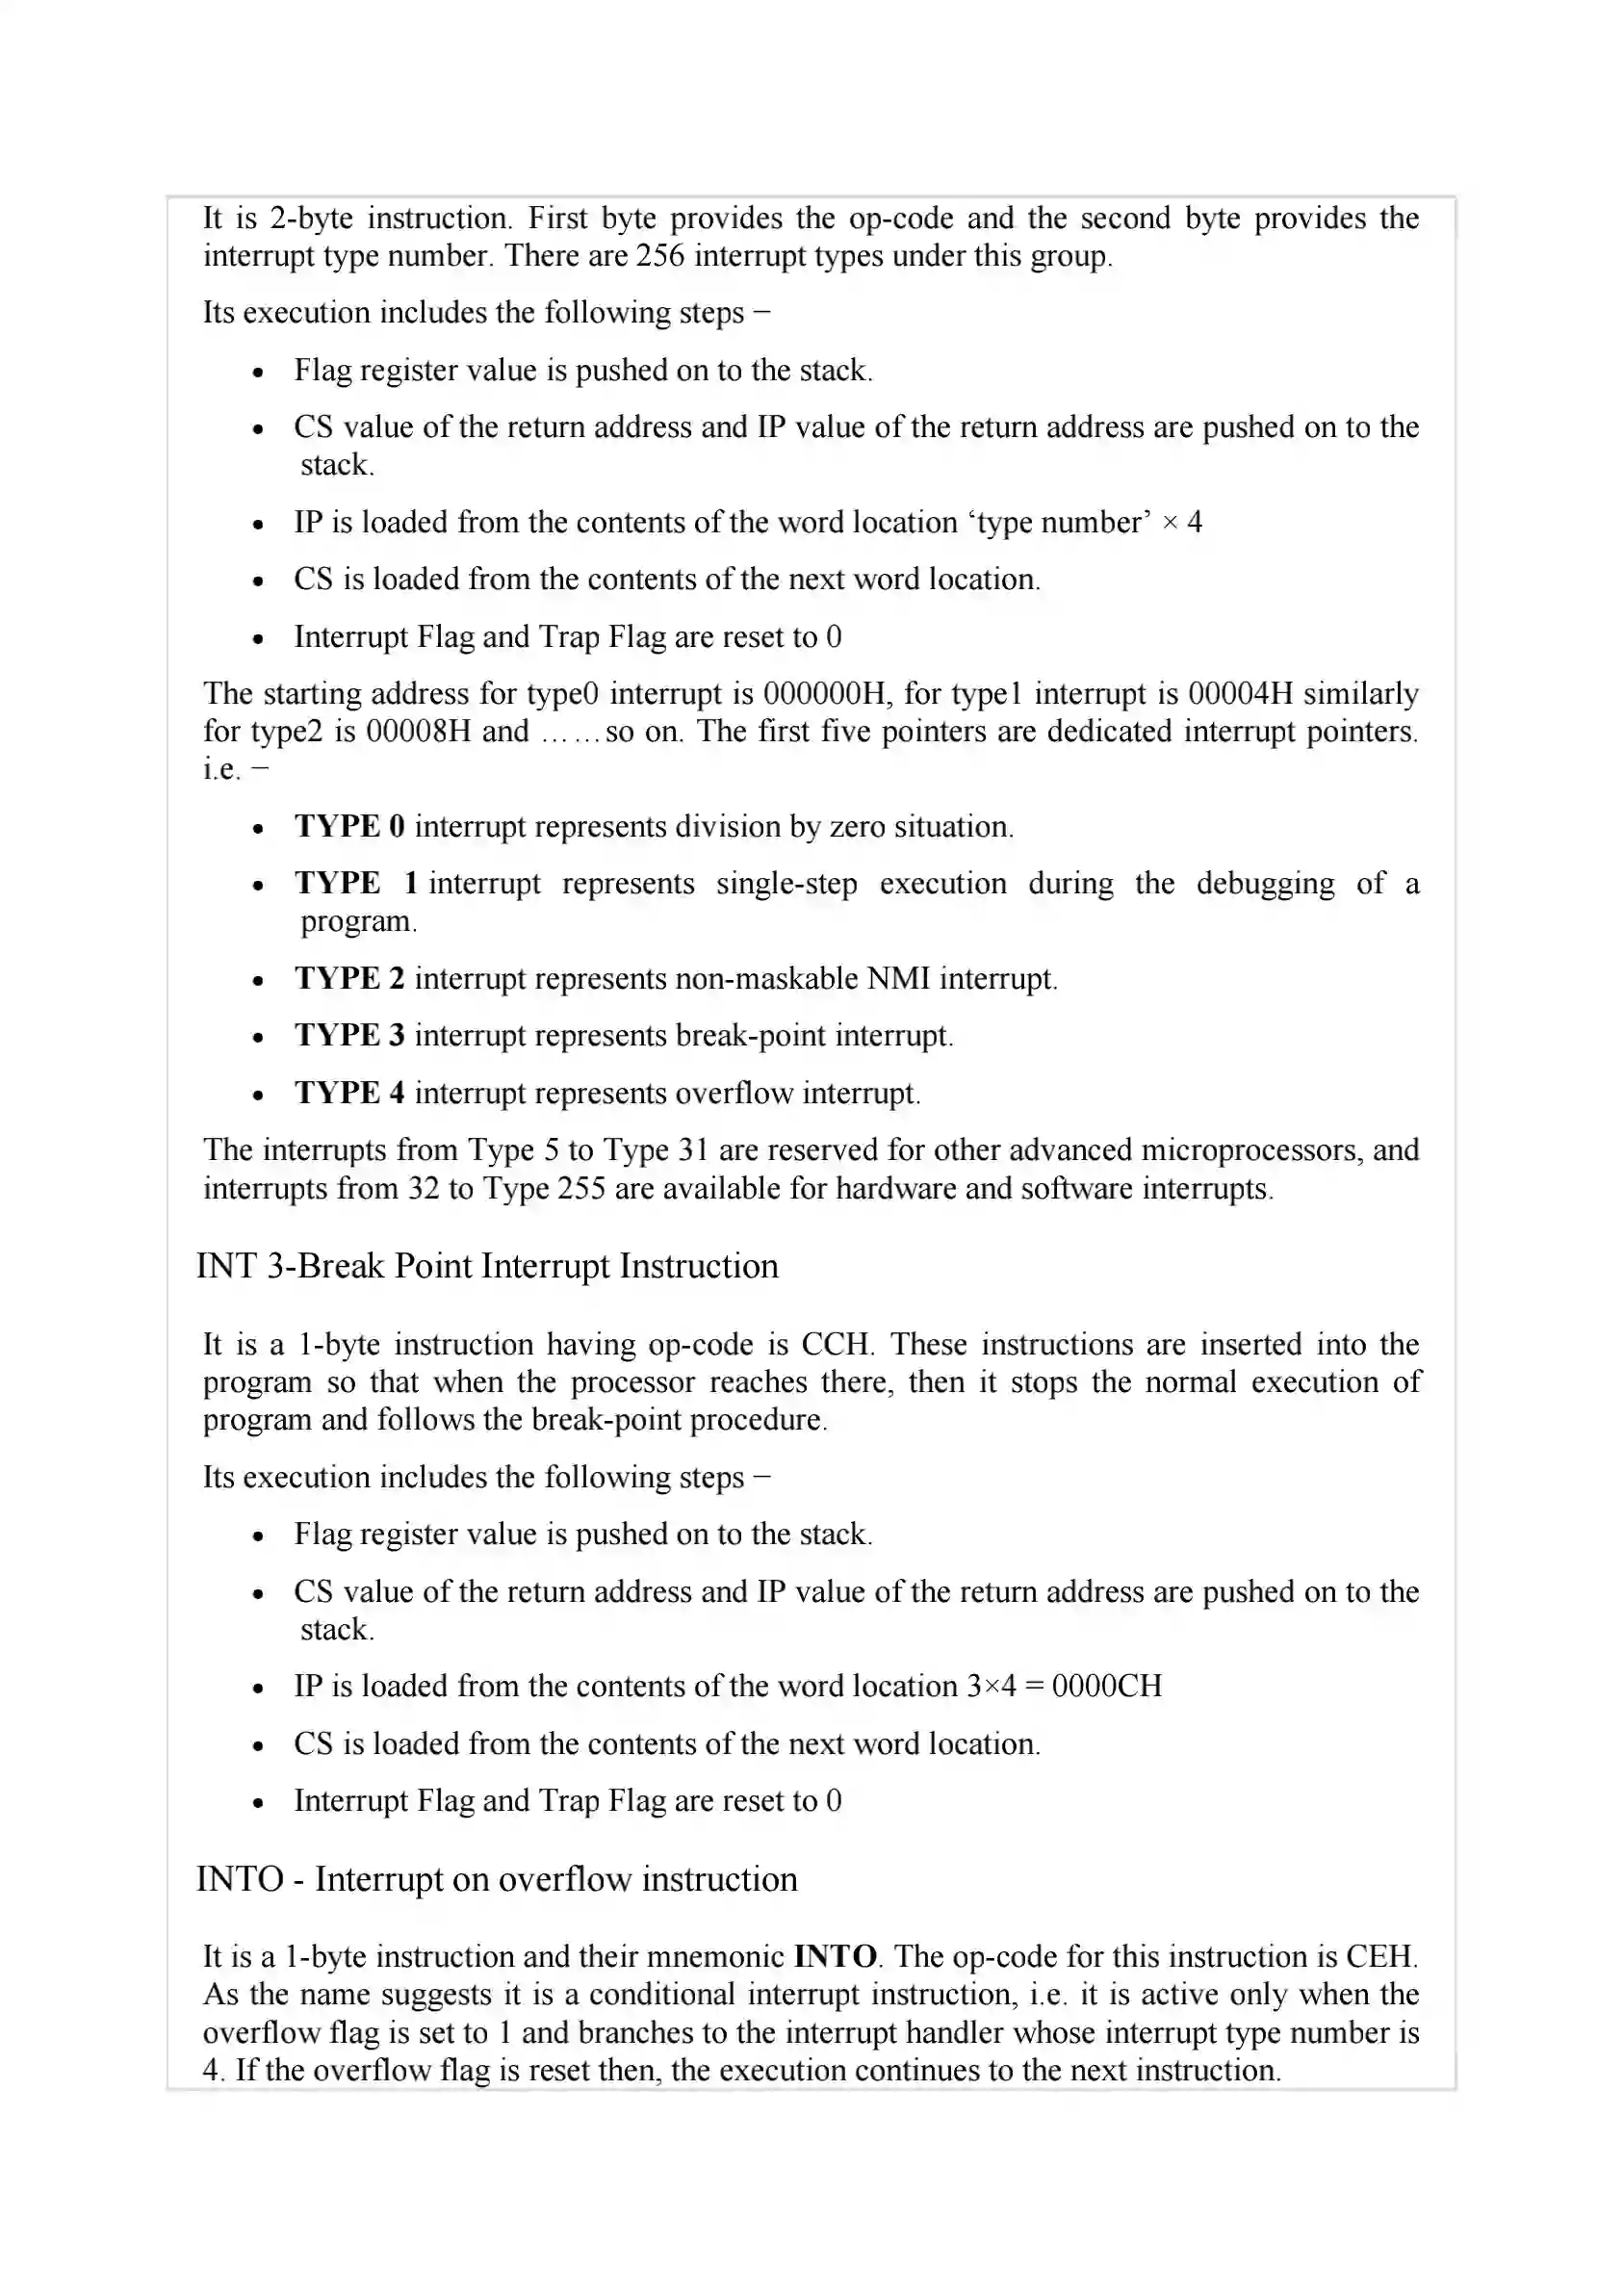 It is 2-byte instruction. First byte provides the op-code and the second byte provides the
interrupt type number. There are 256 interrupt types under this group.
Its execution includes the following steps −
• Flag register value is pushed on to the stack.
• CS value of the return address and IP value of the return address are pushed on to the
stack.
• IP is loaded from the contents of the word location ‘type number’ × 4
• CS is loaded from the contents of the next word location.
• Interrupt Flag and Trap Flag are reset to 0
The starting address for type0 interrupt is 000000H, for type1 interrupt is 00004H similarly
for type2 is 00008H and ……so on. The first five pointers are dedicated interrupt pointers.
i.e. −
• TYPE 0 interrupt represents division by zero situation.
• TYPE 1 interrupt represents single-step execution during the debugging of a
program.
• TYPE 2 interrupt represents non-maskable NMI interrupt.
• TYPE 3 interrupt represents break-point interrupt.
• TYPE 4 interrupt represents overflow interrupt.
The interrupts from Type 5 to Type 31 are reserved for other advanced microprocessors, and
interrupts from 32 to Type 255 are available for hardware and software interrupts.
INT 3-Break Point Interrupt Instruction
It is a 1-byte instruction having op-code is CCH. These instructions are inserted into the
program so that when the processor reaches there, then it stops the normal execution of
program and follows the break-point procedure.
Its execution includes the following steps −
• Flag register value is pushed on to the stack.
• CS value of the return address and IP value of the return address are pushed on to the
stack.
• IP is loaded from the contents of the word location 3×4 = 0000CH
• CS is loaded from the contents of the next word location.
• Interrupt Flag and Trap Flag are reset to 0
INTO - Interrupt on overflow instruction
It is a 1-byte instruction and their mnemonic INTO. The op-code for this instruction is CEH.
As the name suggests it is a conditional interrupt instruction, i.e. it is active only when the
overflow flag is set to 1 and branches to the interrupt handler whose interrupt type number is
4. If the overflow flag is reset then, the execution continues to the next instruction.